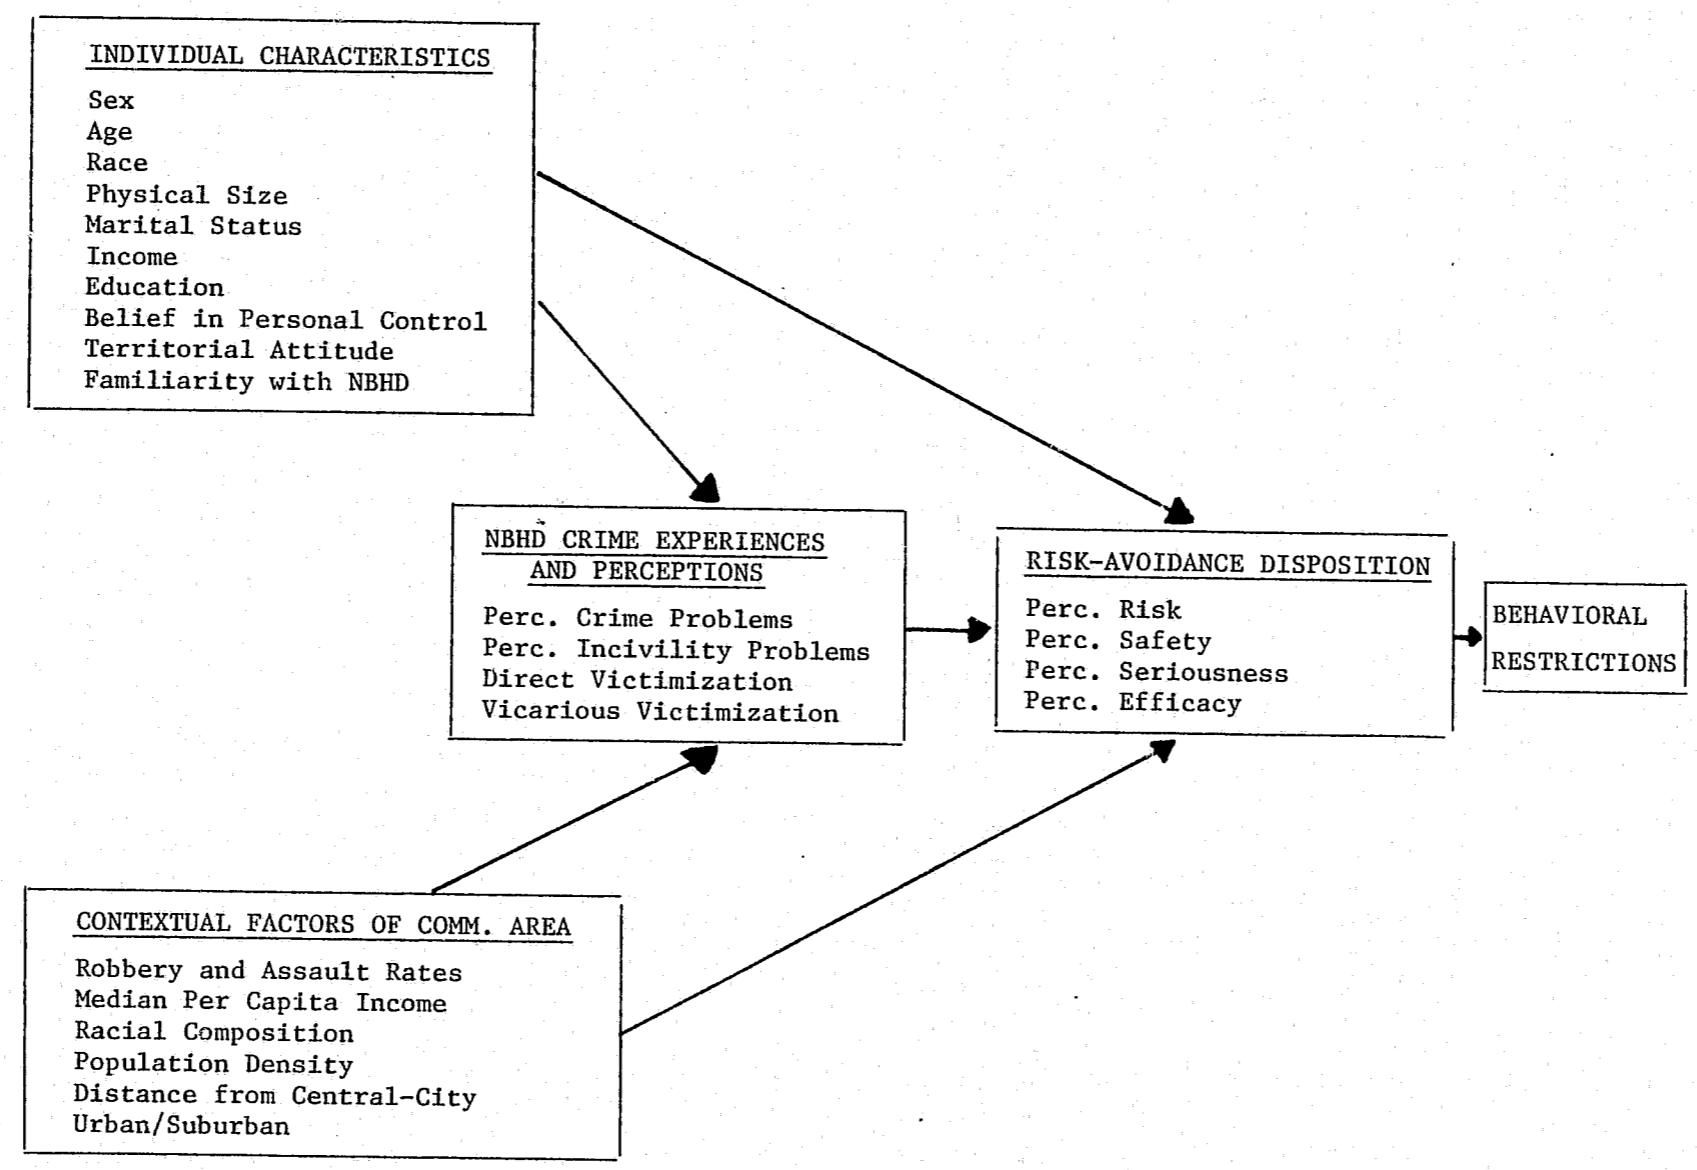 INDIVIDUAL CHARACTERISTICS
Sex
Age
Race
Physical Size
Marital Status
Income
Education
Belief in Personal Control
Territorial Attitude
Familiarity with NBHD
NBHD CRIME EXPERIENCES
AND PERCEPTIONS
Perc. Crime Problems
Perc. Incivility Problems
Direct Victimization
Vicarious Victimization
RISK-AVOIDANCE DISPOSITION
Perc. Risk
Perc. Safety
Perc. Seriousness
Perc. Efficacy
BEHAVIORAL
RESTRICTIONS
CONTEXTUAL FACTORS OF COMM. AREA
Robbery and Assault Rates
Median Per Capita Income
Racial Composition
Population Density
Distance from Central-City
Urban/Suburban